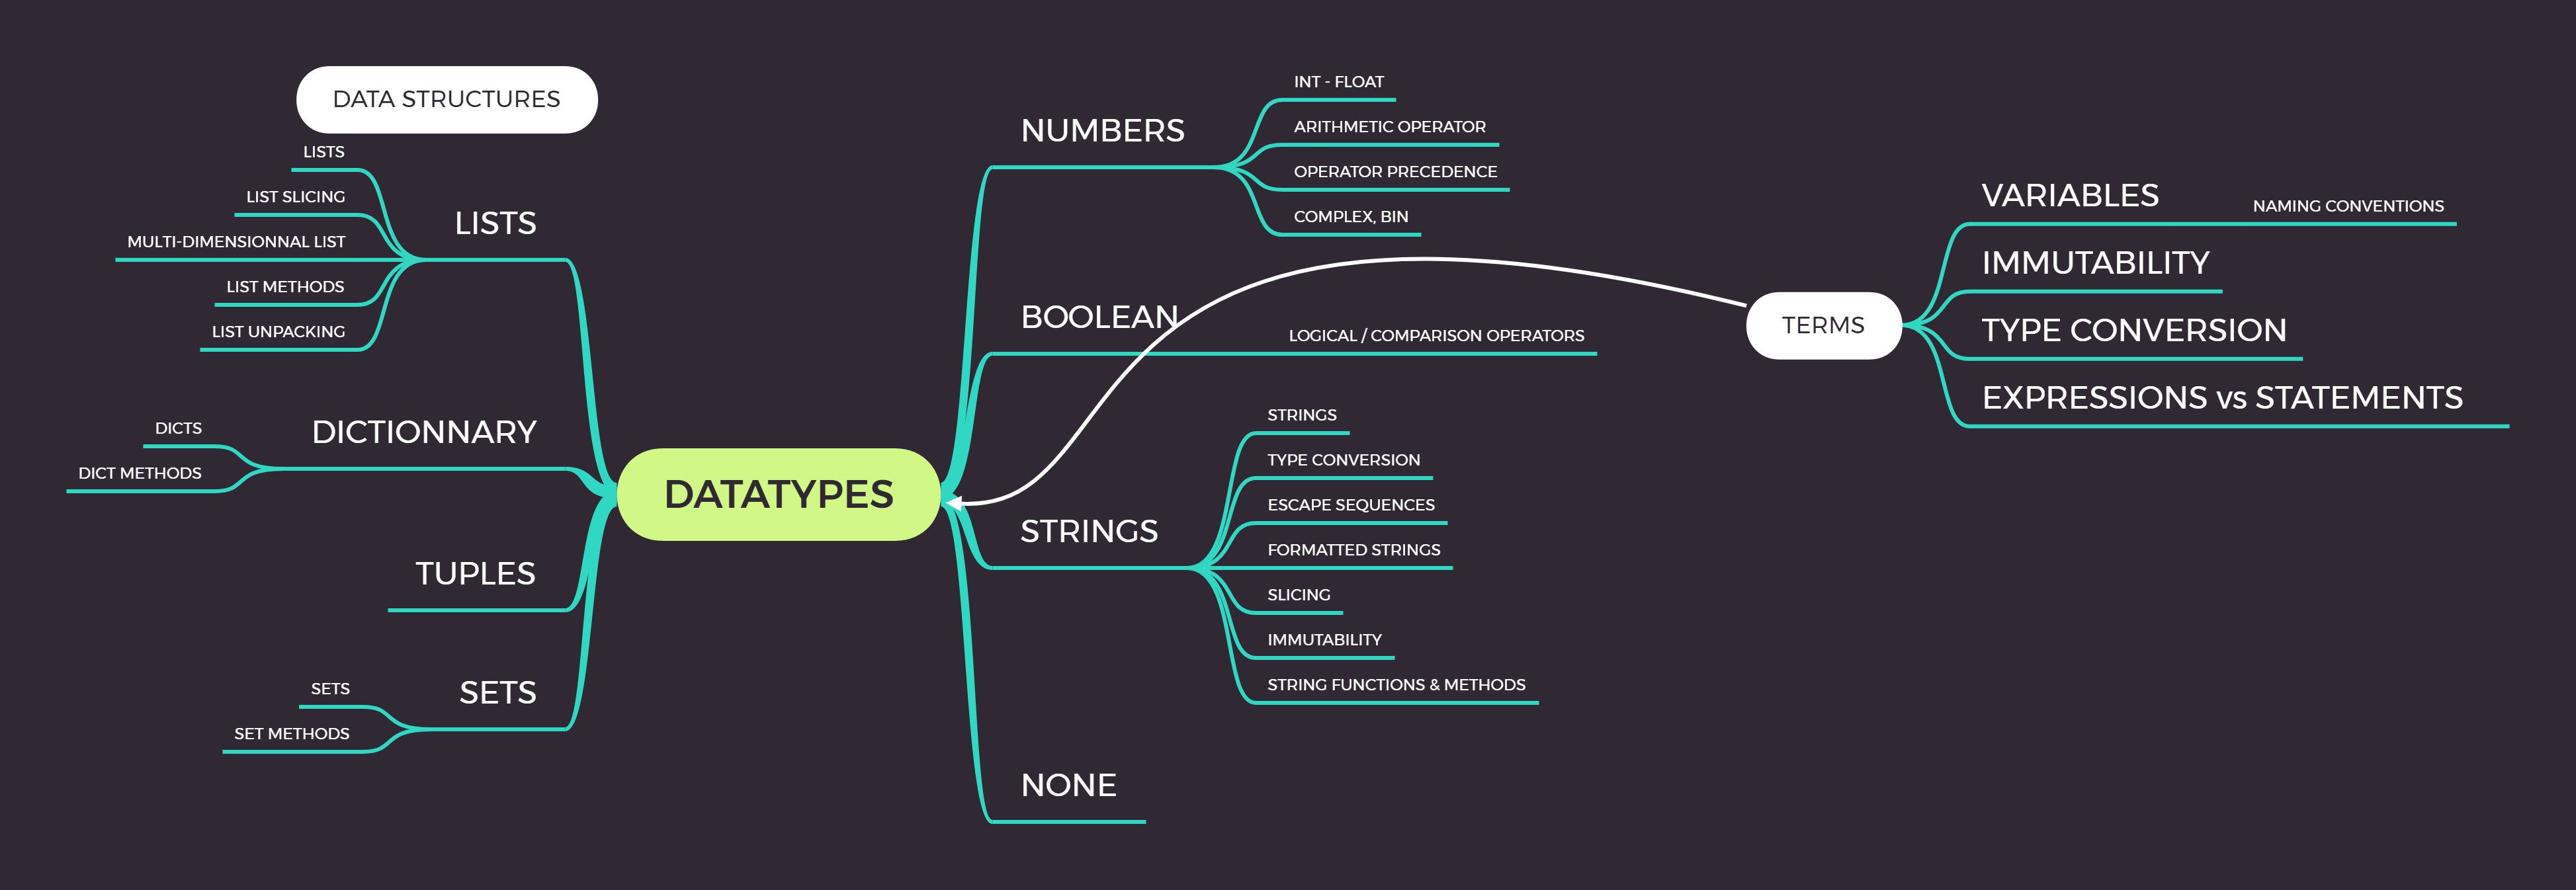 DATA STRUCTURES
LISTS
LIST SLICING
MULTI-DIMENSIONNAL LIST
LIST METHODS
LIST UNPACKING
LISTS
DICTS
DICT METHODS
DICTIONNARY
TUPLES
SETS
SET METHODS
SETS
DATATYPES
NUMBERS
INT - FLOAT
ARITHMETIC OPERATOR
OPERATOR PRECEDENCE
COMPLEX, BIN
BOOLEAN
LOGICAL / COMPARISON OPERATORS
STRINGS
STRINGS
TYPE CONVERSION
ESCAPE SEQUENCES
FORMATTED STRINGS
SLICING
IMMUTABILITY
STRING FUNCTIONS & METHODS
NONE
TERMS
VARIABLES
NAMING CONVENTIONS
IMMUTABILITY
TYPE CONVERSION
EXPRESSIONS vs STATEMENTS